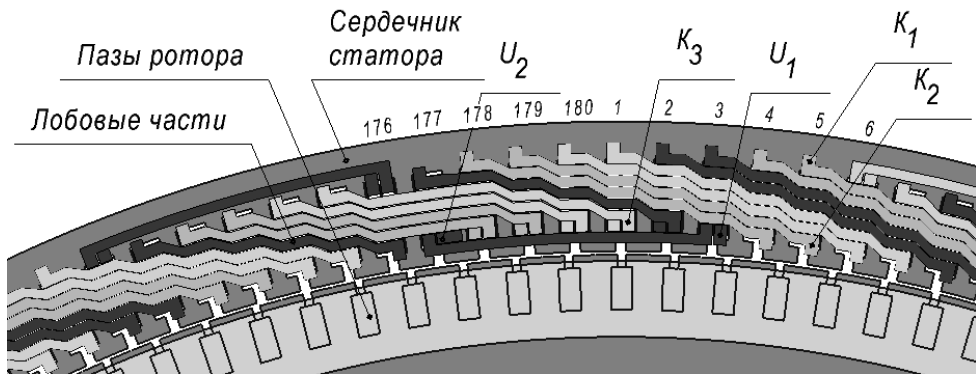 Сердечник
статора
Пазы ротора
Лобовые части
U2
K3
U1
K1
K2
176 177 178 179 180 1 2 3 4 5 6